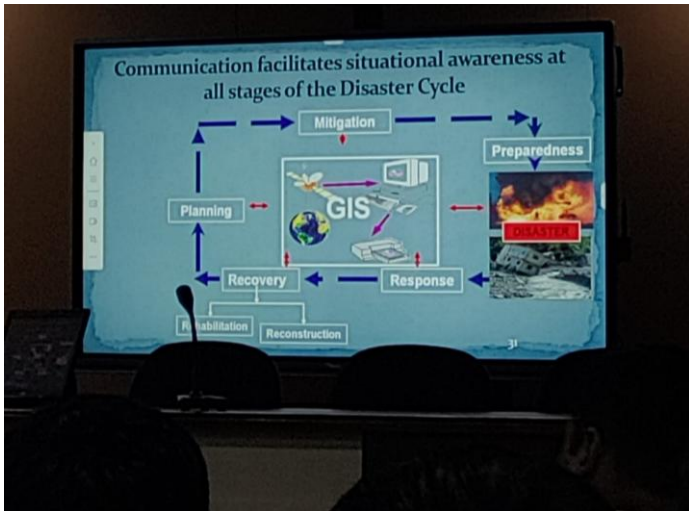 Communication facilitates situational awareness at
all stages of the Disaster Cycle
Mitigation
Preparedness
Planning
GIS
DISASTER
Recovery
Response
Rehabilitation
Reconstruction
31